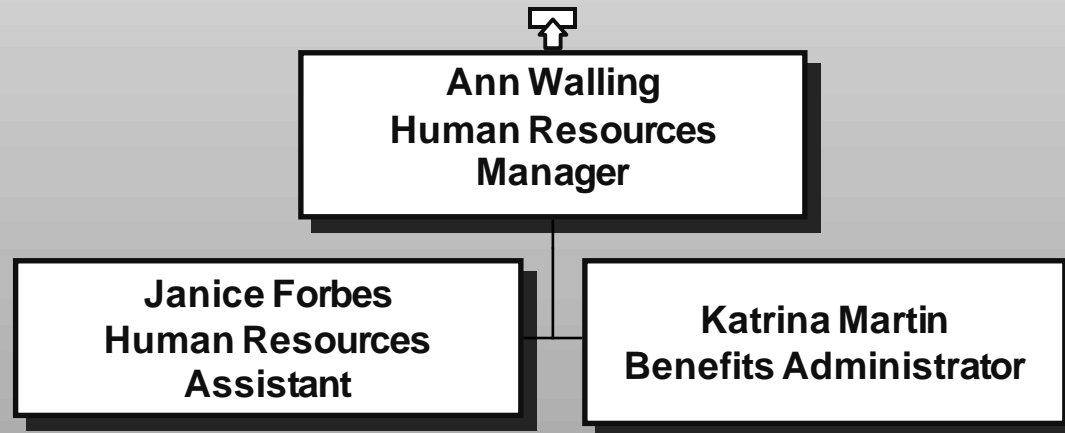 Ann Walling
Human Resources
Manager
Janice Forbes
Human Resources
Assistant
Katrina Martin
Benefits Administrator